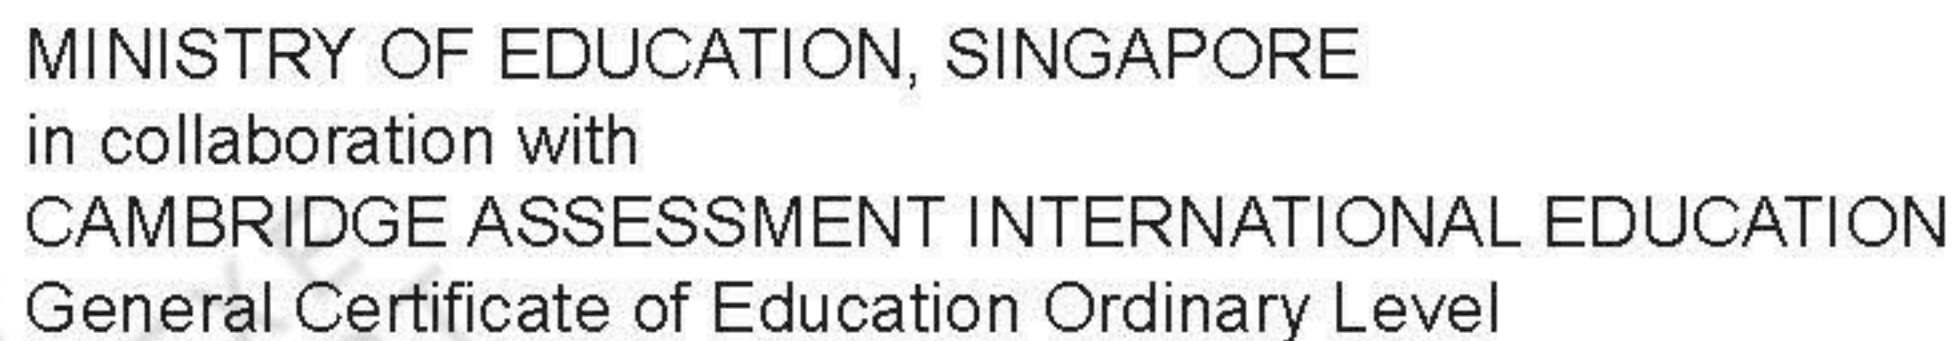 MINISTRY OF EDUCATION, SINGAPORE
in collaboration with
CAMBRIDGE ASSESSMENT INTERNATIONAL EDUCATION
General Certificate of Education Ordinary Level